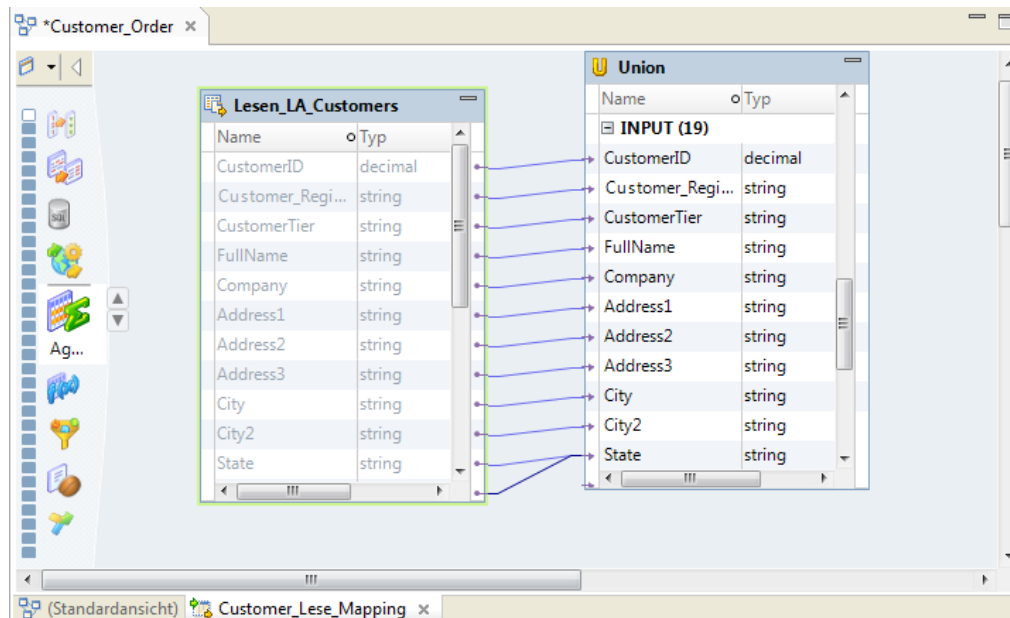 *Customer_Order
Lesen_LA_Customers
Name Typ
CustomerID decimal
Customer_Regi... string
CustomerTier string
FullName string
Company string
Address1 string
Address2 string
Address3 string
City string
City2 string
State string
Union
Name Typ
INPUT (19)
CustomerID decimal
Customer_Regi... string
CustomerTier string
FullName string
Company string
Address1 string
Address2 string
Address3 string
City string
City2 string
State string
sql
Ag...
f(x)
(Standardansicht) Customer_Lese_Mapping